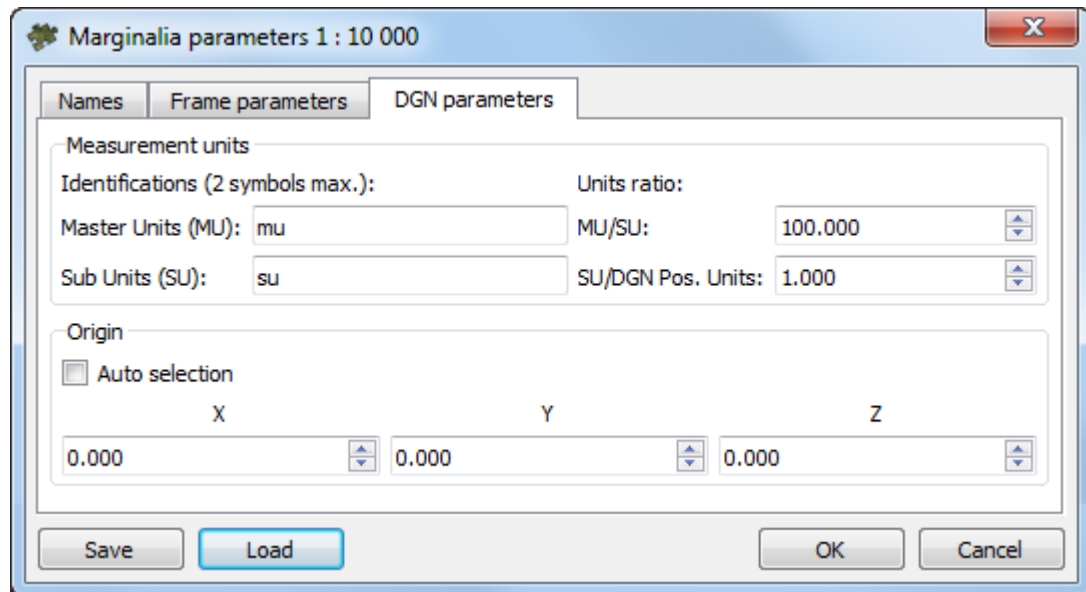 Marginalia parameters 1 : 10 000
Names Frame parameters DGN parameters
Measurement units
Identifications (2 symbols max.): Units ratio:
Master Units (MU): mu MU/SU: 100.000
Sub Units (SU): su SU/DGN Pos. Units: 1.000
Origin
Auto selection
X Y Z
0.000 0.000 0.000
Save Load OK Cancel